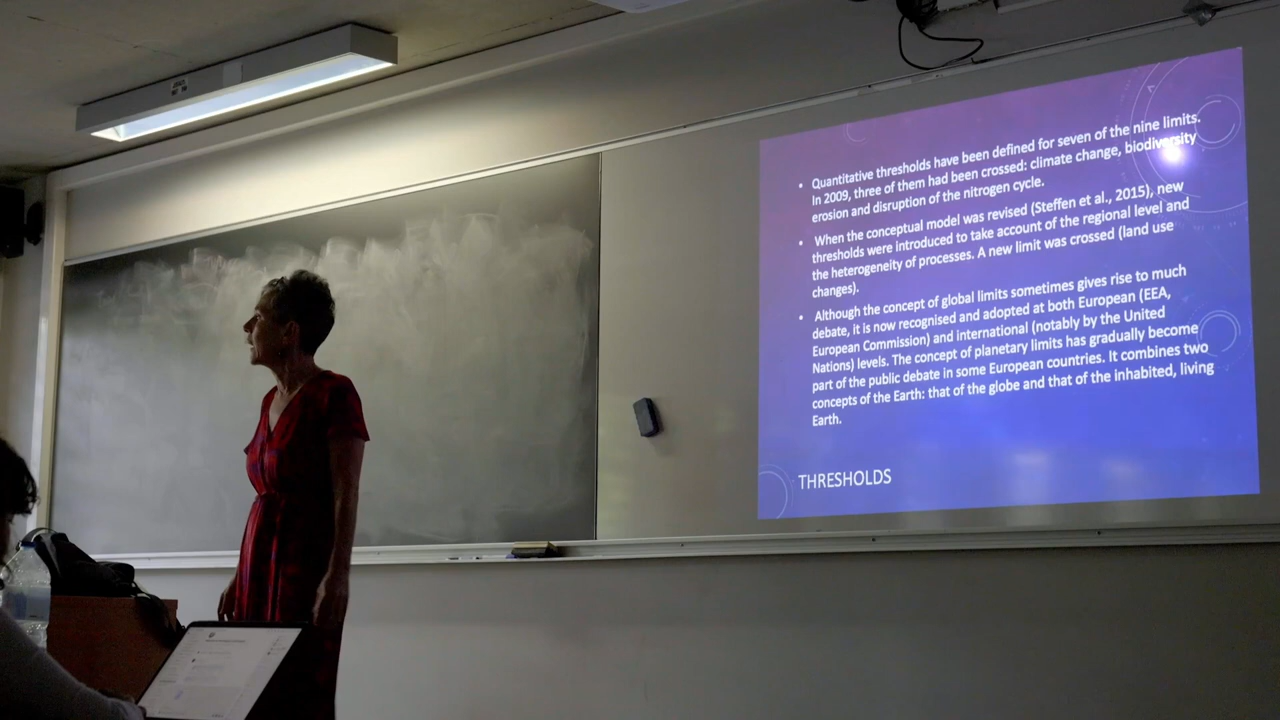 • Quantitative thresholds have been defined for seven of the nine limits.
In 2009, three of them had been crossed: climate change, biodiversity
erosion and disruption of the nitrogen cycle.
• When the conceptual model was revised (Steffen et al., 2015), new
thresholds were introduced to take account of the regional level and
the heterogeneity of processes. A new limit was crossed (land use
changes).
• Although the concept of global limits sometimes gives rise to much
debate, it is now recognised and adopted at both European (EEA,
European Commission) and international (notably by the United
Nations) levels. The concept of planetary limits has gradually become
part of the public debate in some European countries. It combines two
concepts of the Earth: that of the globe and that of the inhabited, living
Earth.
THRESHOLDS